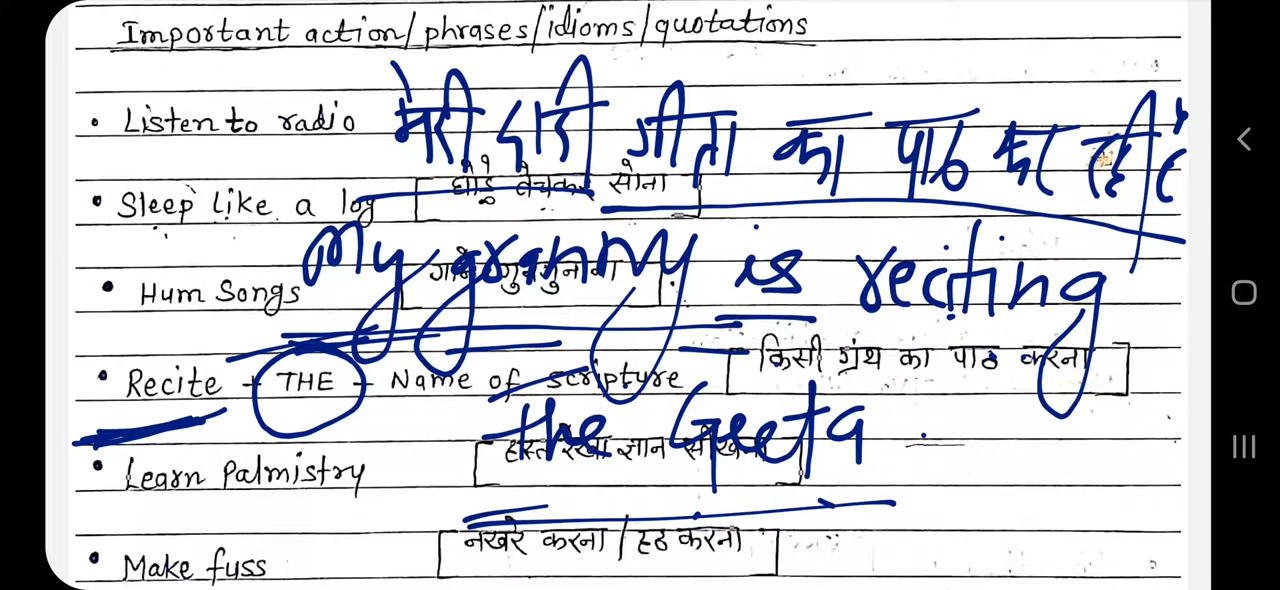 Important action/phrases/idioms/quotations
• Listen to radio
मेरी दादी गीता का पाठ कर रही है
• Sleep like a log [घोड़े बेचकर सोना]
My granny is reciting
• Hum Songs [गाने गुनगुनाना]
• Recite + THE + Name of scripture [किसी ग्रंथ का पाठ करना]
the Geeta
• Learn Palmistry [हस्त रेखा ज्ञान सीखना]
• Make fuss [नखरे करना / हठ करना]